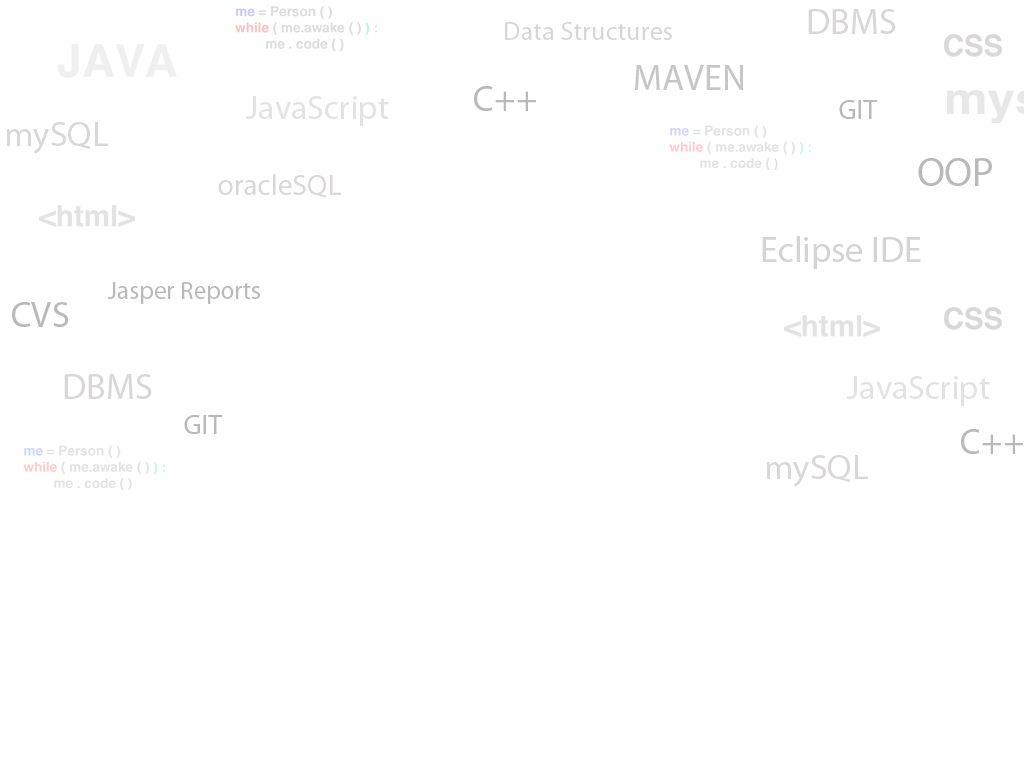 me = Person ( )
while ( me.awake ( ) ) :
me . code ( )
Data Structures
DBMS
CSS
JAVA
MAVEN
C++
JavaScript
GIT
mys
mySQL
me = Person ( )
while ( me.awake ( ) ) :
me . code ( )
OOP
oracleSQL
<html>
Eclipse IDE
Jasper Reports
CVS
<html>
CSS
DBMS
JavaScript
GIT
C++
me = Person ( )
while ( me.awake ( ) ) :
me . code ( )
mySQL